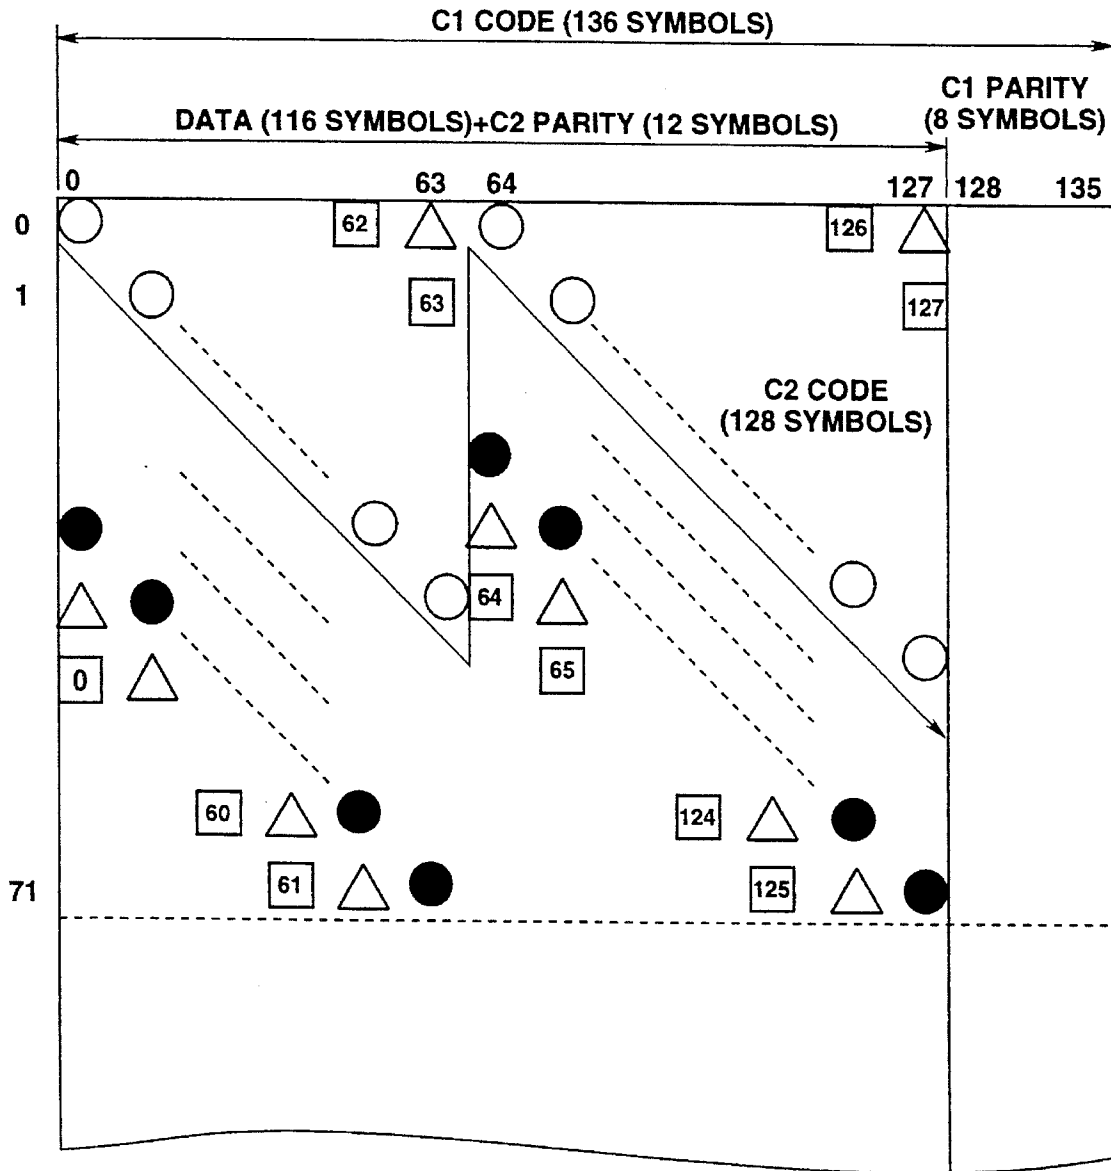 C1 CODE (136 SYMBOLS)
C1 PARITY
(8 SYMBOLS)
DATA (116 SYMBOLS)+C2 PARITY (12 SYMBOLS)
0 63 64 127 128 135
0 62 126
1 63 127
C2 CODE
(128 SYMBOLS)
64
0 65
60 124
71 61 125